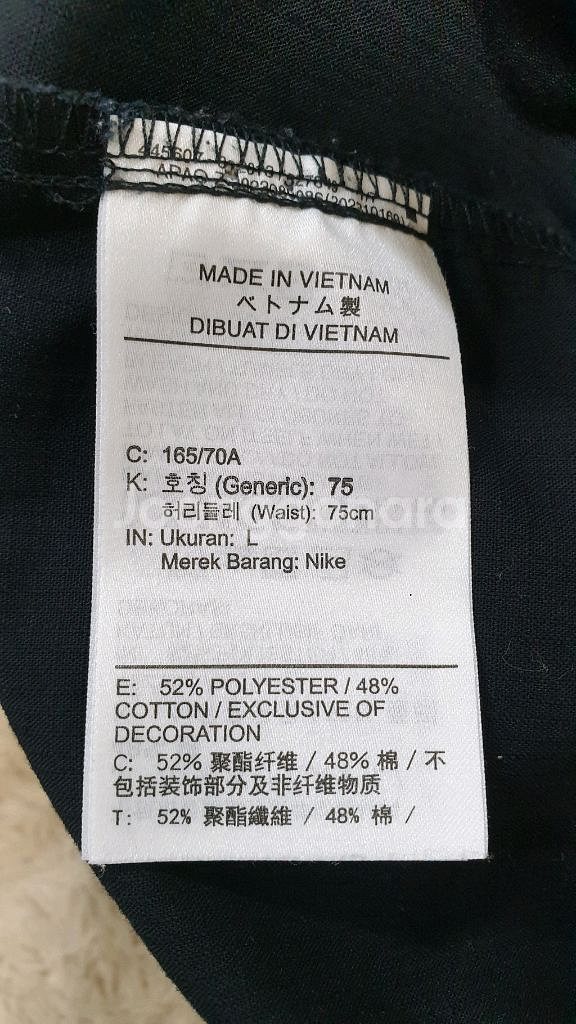 MADE IN VIETNAM
ベトナム製
DIBUAT DI VIETNAM
C: 165/70A
K: 호칭 (Generic): 75
허리둘레 (Waist): 75cm
IN: Ukuran: L
Merek Barang: Nike
E: 52% POLYESTER / 48%
COTTON / EXCLUSIVE OF
DECORATION
C: 52% 聚酯纤维 / 48% 棉 / 不
包括装饰部分及非纤维物质
T: 52% 聚酯纖維 / 48% 棉 /